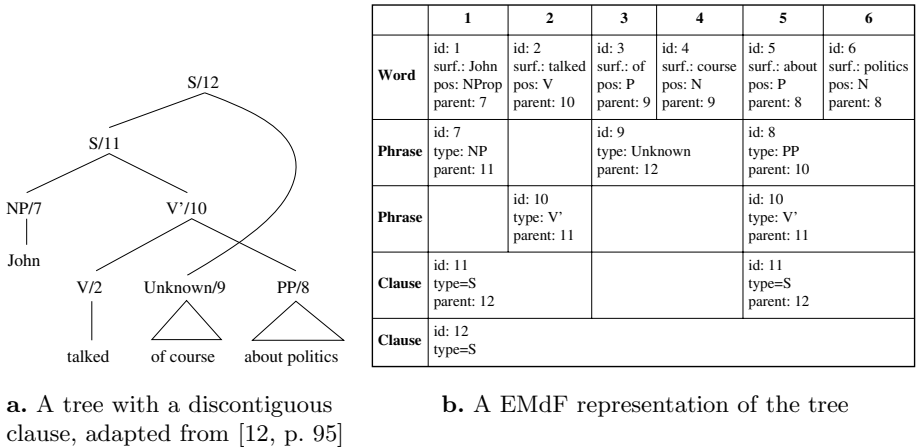 S/12
S/11
NP/7 V'/10
John
V/2 Unknown/9 PP/8
talked of course about politics
a. A tree with a discontiguous
clause, adapted from [12, p. 95]
1 2 3 4 5 6
Word
id: 1 id: 2 id: 3 id: 4 id: 5 id: 6
surf.: John surf.: talked surf.: of surf.: course surf.: about surf.: politics
pos: NProp pos: V pos: P pos: N pos: P pos: N
parent: 7 parent: 10 parent: 9 parent: 9 parent: 8 parent: 8
Phrase
id: 7 id: 9 id: 8
type: NP type: Unknown type: PP
parent: 11 parent: 12 parent: 10
Phrase
id: 10 id: 10
type: V' type: V'
parent: 11 parent: 11
Clause
id: 11 id: 11
type=S type=S
parent: 12 parent: 12
Clause
id: 12
type=S
b. A EMdF representation of the tree